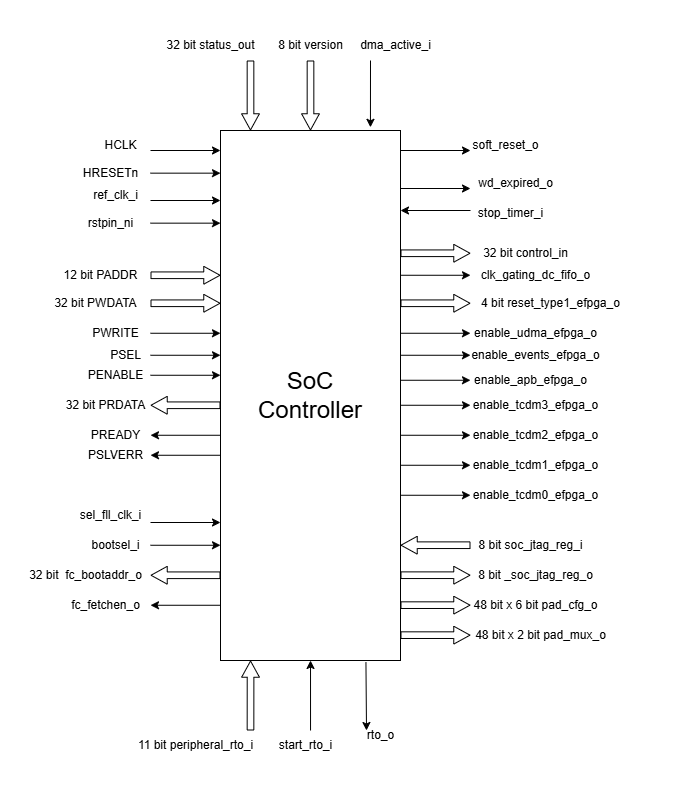 32 bit status_out
8 bit version
dma_active_i
HCLK
HRESETn
ref_clk_i
rstpin_ni
12 bit PADDR
32 bit PWDATA
PWRITE
PSEL
PENABLE
32 bit PRDATA
PREADY
PSLVERR
sel_fll_clk_i
bootsel_i
32 bit fc_bootaddr_o
fc_fetchen_o
SoC
Controller
soft_reset_o
wd_expired_o
stop_timer_i
32 bit control_in
clk_gating_dc_fifo_o
4 bit reset_type1_efpga_o
enable_udma_efpga_o
enable_events_efpga_o
enable_apb_efpga_o
enable_tcdm3_efpga_o
enable_tcdm2_efpga_o
enable_tcdm1_efpga_o
enable_tcdm0_efpga_o
8 bit soc_jtag_reg_i
8 bit _soc_jtag_reg_o
48 bit x 6 bit pad_cfg_o
48 bit x 2 bit pad_mux_o
11 bit peripheral_rto_i
start_rto_i
rto_o